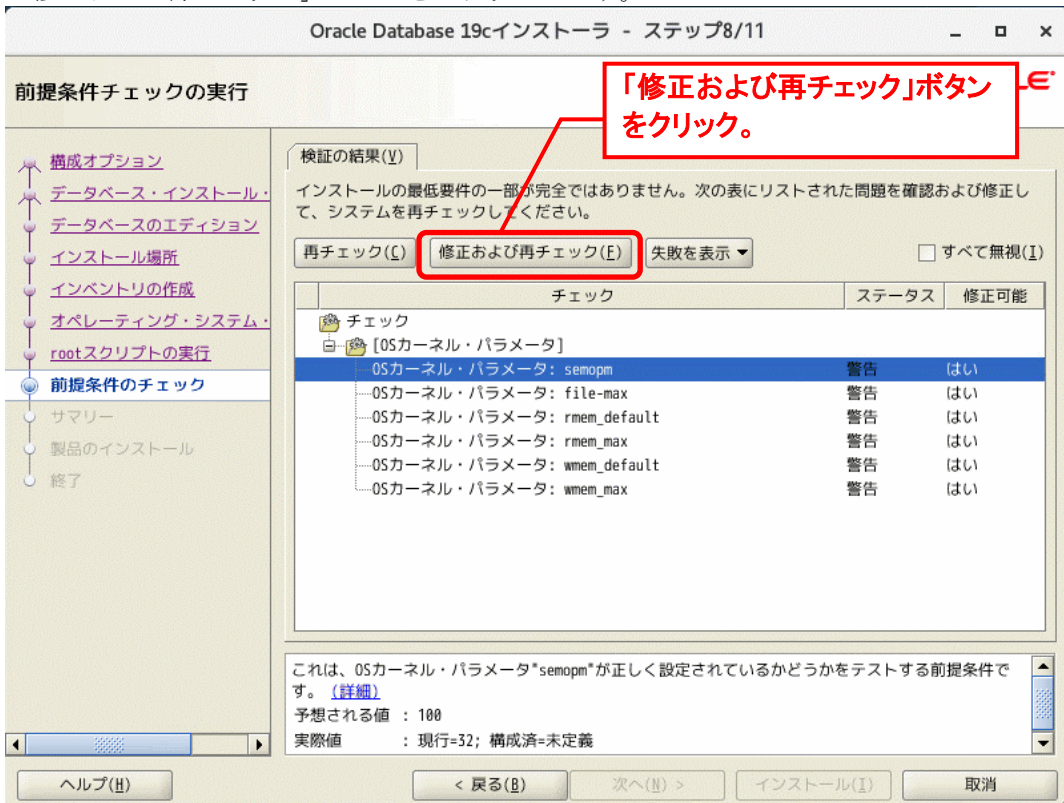 Oracle Database 19cインストーラ - ステップ8/11
前提条件チェックの実行
「修正および再チェック」ボタン
をクリック。
構成オプション
データベース・インストール・
データベースのエディション
インストール場所
インベントリの作成
オペレーティング・システム・
rootスクリプトの実行
前提条件のチェック
サマリー
製品のインストール
終了
検証の結果(V)
インストールの最低要件の一部が完全ではありません。次の表にリストされた問題を確認および修正し
て、システムを再チェックしてください。
再チェック(C) 修正および再チェック(F) 失敗を表示 すべて無視(I)
チェック ステータス 修正可能
チェック
[OSカーネル・パラメータ]
OSカーネル・パラメータ: semopm 警告 はい
OSカーネル・パラメータ: file-max 警告 はい
OSカーネル・パラメータ: rmem_default 警告 はい
OSカーネル・パラメータ: rmem_max 警告 はい
OSカーネル・パラメータ: wmem_default 警告 はい
OSカーネル・パラメータ: wmem_max 警告 はい
これは、OSカーネル・パラメータ"semopm"が正しく設定されているかどうかをテストする前提条件で
す。 (詳細)
予想される値 : 100
実際値 : 現行=32; 構成済=未定義
ヘルプ(H) < 戻る(B) 次へ(N) > インストール(I) 取消